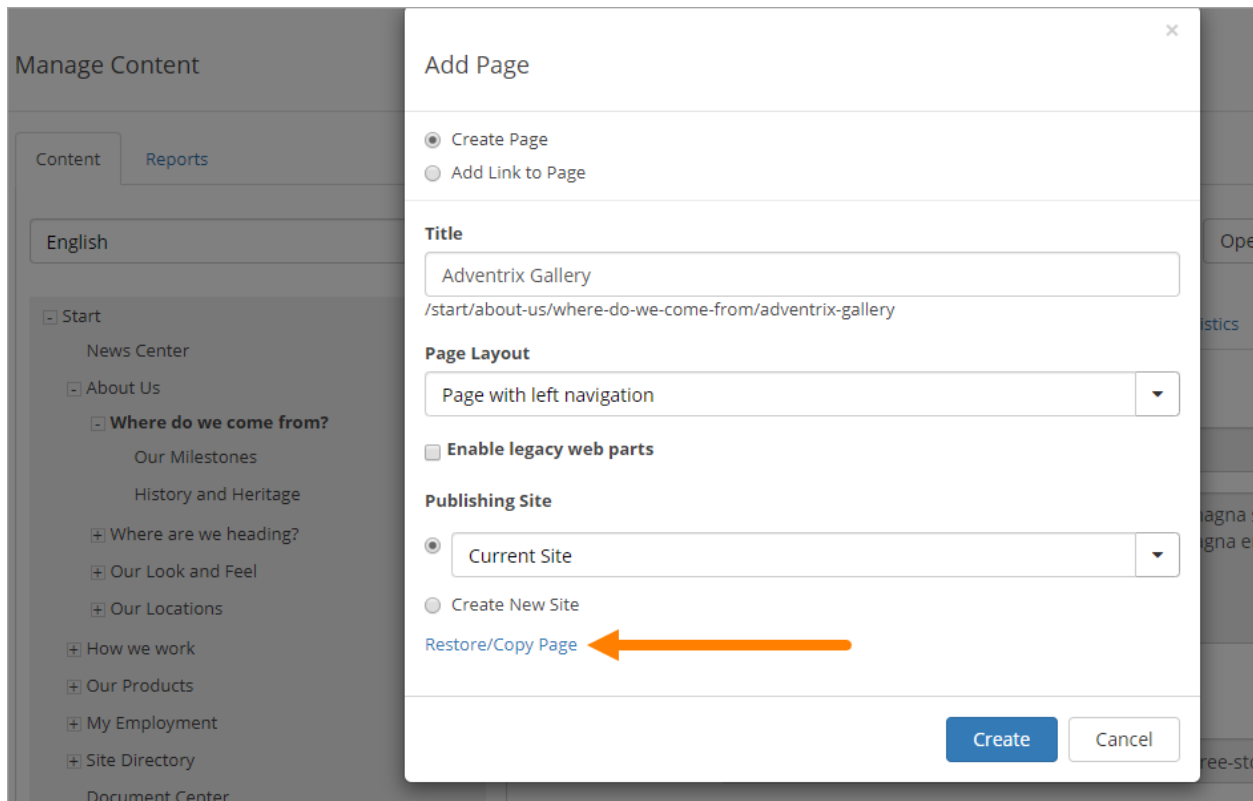 Manage Content
Content
Reports
English
Start
News Center
About Us
Where do we come from?
Our Milestones
History and Heritage
Where are we heading?
Our Look and Feel
Our Locations
How we work
Our Products
My Employment
Site Directory
Document Center
×
Add Page
Create Page
Add Link to Page
Title
Adventrix Gallery
/start/about-us/where-do-we-come-from/adventrix-gallery
Page Layout
Page with left navigation
Enable legacy web parts
Publishing Site
Current Site
Create New Site
Restore/Copy Page
Create
Cancel
Ope
istics